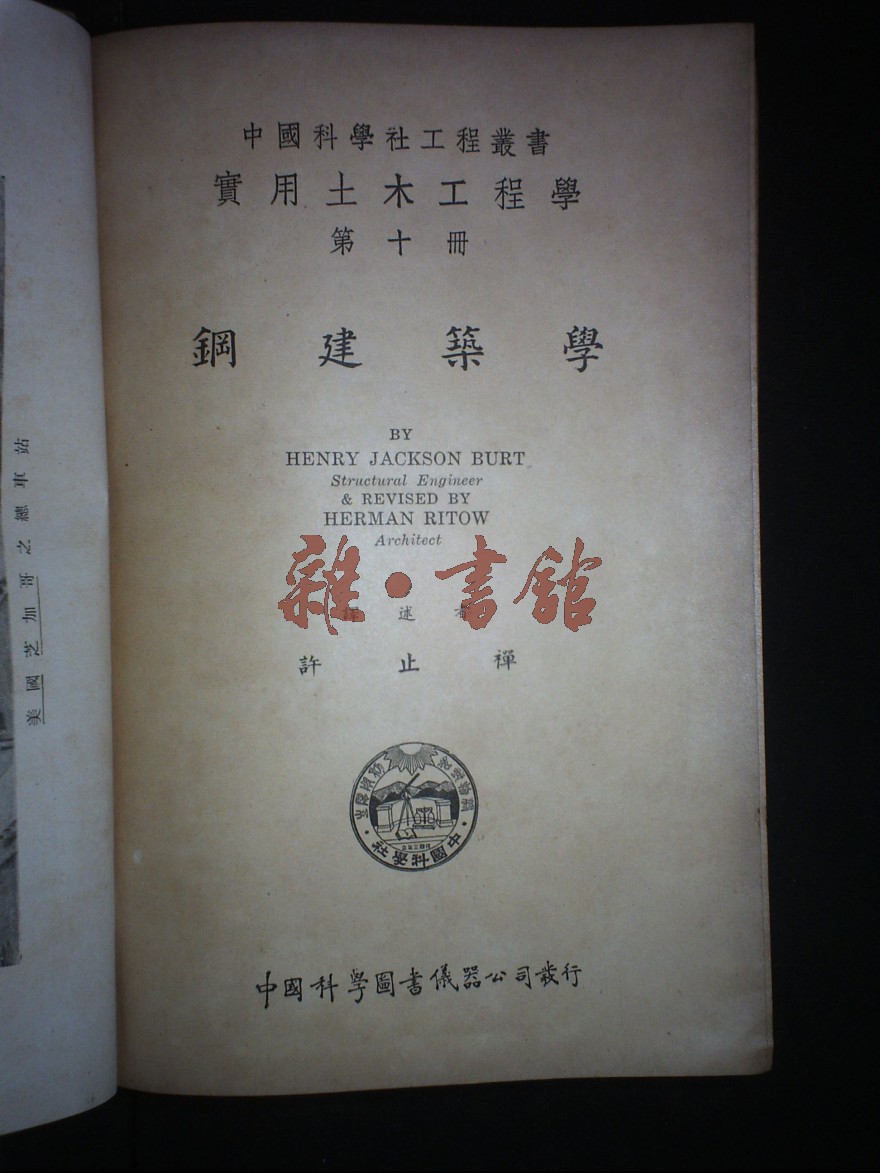 中國科學社工程叢書
實用土木工程學
第十冊
鋼建築學
BY
HENRY JACKSON BURT
Structural Engineer
& REVISED BY
HERMAN RITOW
Architect
雜·書館
述
許止禪
中國科學社
中國科學圖書儀器公司發行
美國芝加哥之總車站